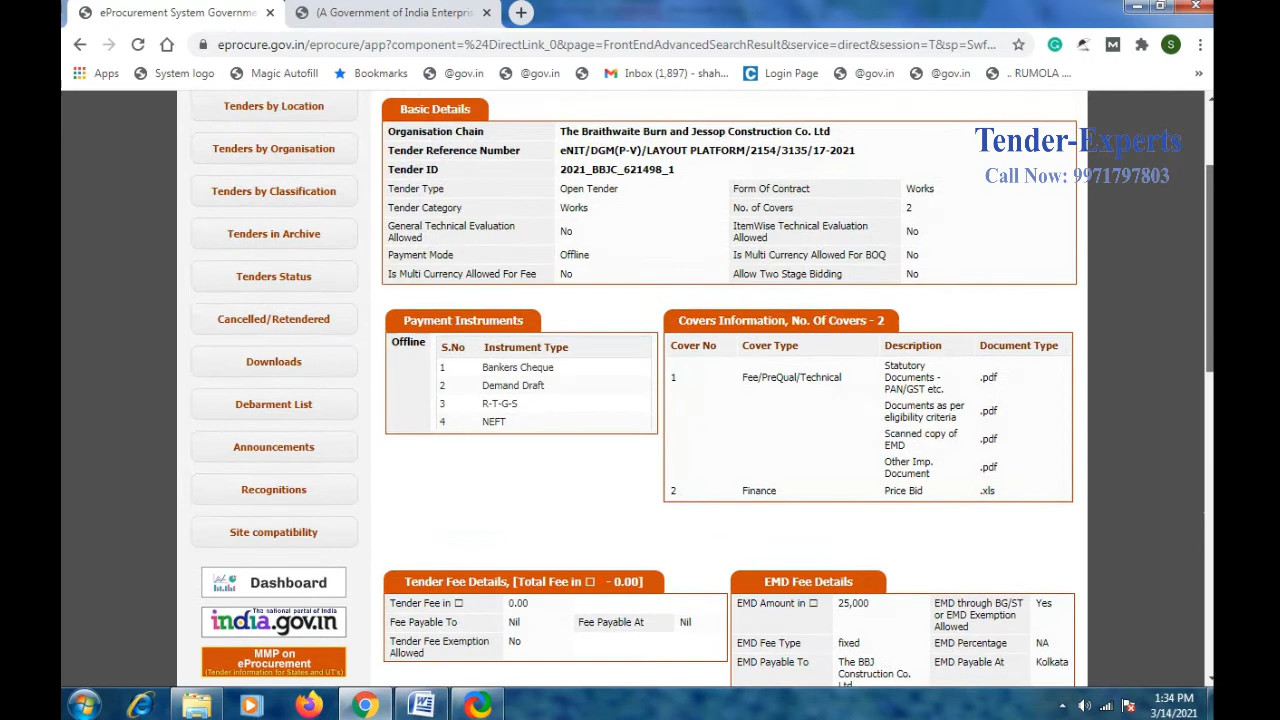 eProcurement System Governme
(A Government of India Enterpris
eprocure.gov.in/eprocure/app?component=%24DirectLink_0&page=FrontEndAdvancedSearchResult&service=direct&session=T&sp=Swf...
Apps System logo Magic Autofill Bookmarks @gov.in @gov.in Inbox (1,897) - shah... Login Page @gov.in @gov.in .. RUMOLA .... »
Tenders by Location
Tenders by Organisation
Tenders by Classification
Tenders in Archive
Tenders Status
Cancelled/Retendered
Downloads
Debarment List
Announcements
Recognitions
Site compatibility
Dashboard
The national portal of India
india.gov.in
MMP on
eProcurement
(Tender Information for States and UT's)
Tender-Experts
Call Now: 9971797803
Basic Details
Organisation Chain The Braithwaite Burn and Jessop Construction Co. Ltd
Tender Reference Number eNIT/DGM(P-V)/LAYOUT PLATFORM/2154/3135/17-2021
Tender ID 2021_BBJC_621498_1
Tender Type Open Tender Form Of Contract Works
Tender Category Works No. of Covers 2
General Technical Evaluation Allowed No ItemWise Technical Evaluation Allowed No
Payment Mode Offline Is Multi Currency Allowed For BOQ No
Is Multi Currency Allowed For Fee No Allow Two Stage Bidding No
Payment Instruments
Offline S.No Instrument Type
1 Bankers Cheque
2 Demand Draft
3 R-T-G-S
4 NEFT
Covers Information, No. Of Covers - 2
Cover No Cover Type Description Document Type
1 Fee/PreQual/Technical Statutory Documents - PAN/GST etc. .pdf
Documents as per eligibility criteria .pdf
Scanned copy of EMD .pdf
Other Imp. Document .pdf
2 Finance Price Bid .xls
Tender Fee Details, [Total Fee in ☐ - 0.00]
Tender Fee in ☐ 0.00
Fee Payable To Nil Fee Payable At Nil
Tender Fee Exemption Allowed No
EMD Fee Details
EMD Amount in ☐ 25,000 EMD through BG/ST or EMD Exemption Allowed Yes
EMD Fee Type fixed EMD Percentage NA
EMD Payable To The BBJ Construction Co. Ltd EMD Payable At Kolkata
1:34 PM
3/14/2021